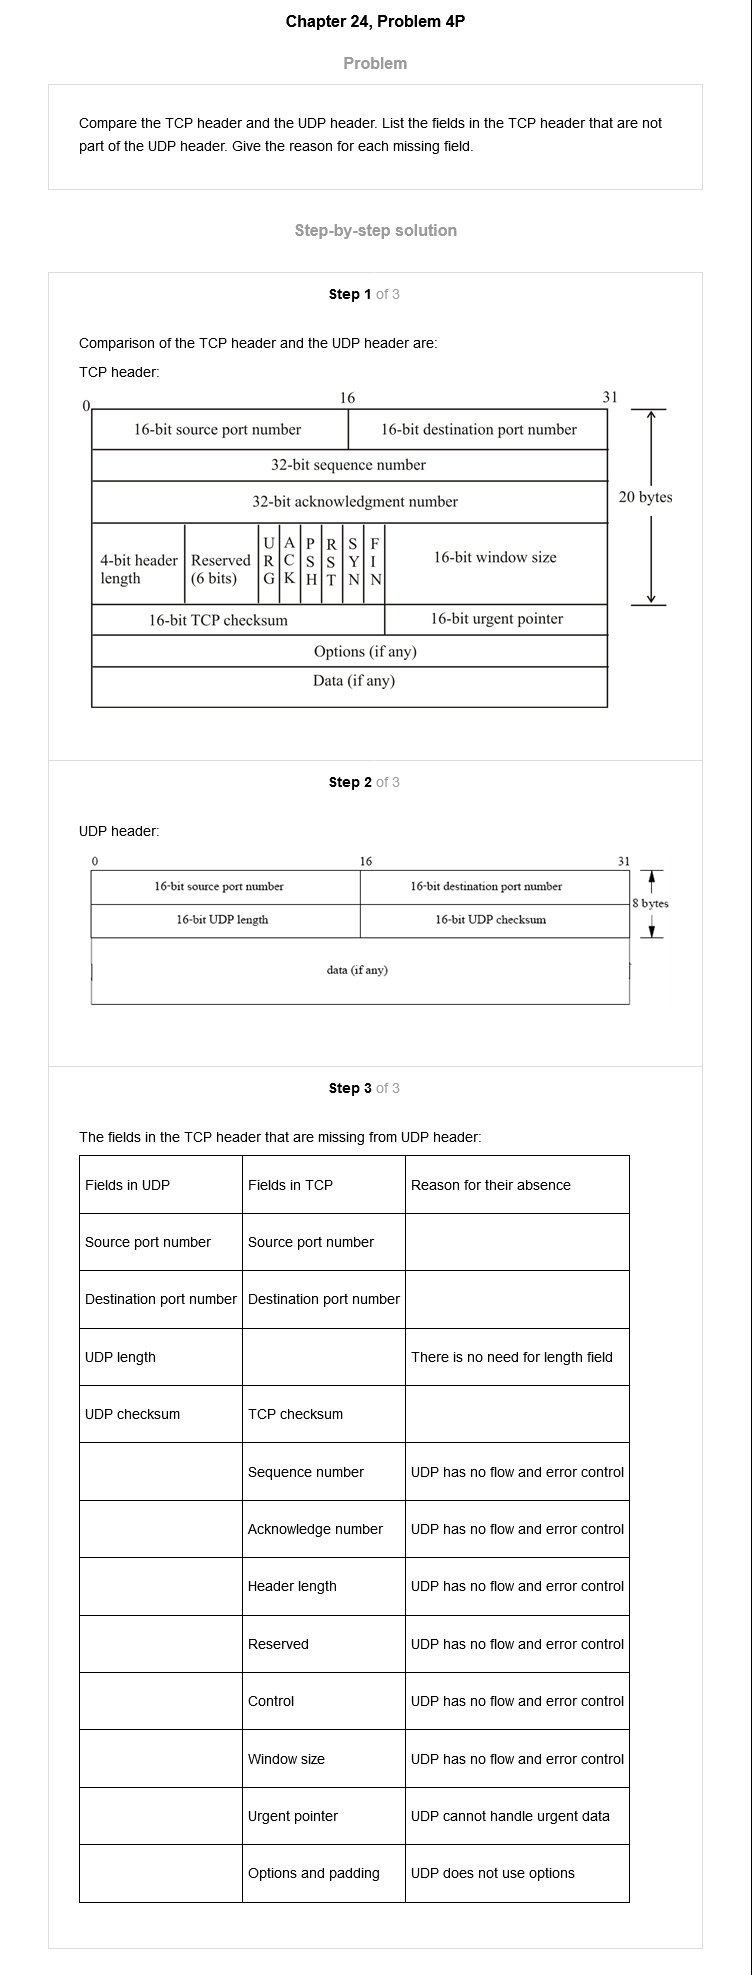 Chapter 24, Problem 4P
Problem
Compare the TCP header and the UDP header. List the fields in the TCP header that are not
part of the UDP header. Give the reason for each missing field.
Step-by-step solution
Step 1 of 3
Comparison of the TCP header and the UDP header are:
TCP header:
0 16 31
16-bit source port number 16-bit destination port number
32-bit sequence number
32-bit acknowledgment number
20 bytes
4-bit header length
Reserved (6 bits)
URG
ACK
PSH
RST
SYN
FIN
16-bit window size
16-bit TCP checksum 16-bit urgent pointer
Options (if any)
Data (if any)
Step 2 of 3
UDP header:
0 16 31
16-bit source port number 16-bit destination port number
8 bytes
16-bit UDP length 16-bit UDP checksum
data (if any)
Step 3 of 3
The fields in the TCP header that are missing from UDP header:
Fields in UDP Fields in TCP Reason for their absence
Source port number Source port number
Destination port number Destination port number
UDP length There is no need for length field
UDP checksum TCP checksum
Sequence number UDP has no flow and error control
Acknowledge number UDP has no flow and error control
Header length UDP has no flow and error control
Reserved UDP has no flow and error control
Control UDP has no flow and error control
Window size UDP has no flow and error control
Urgent pointer UDP cannot handle urgent data
Options and padding UDP does not use options